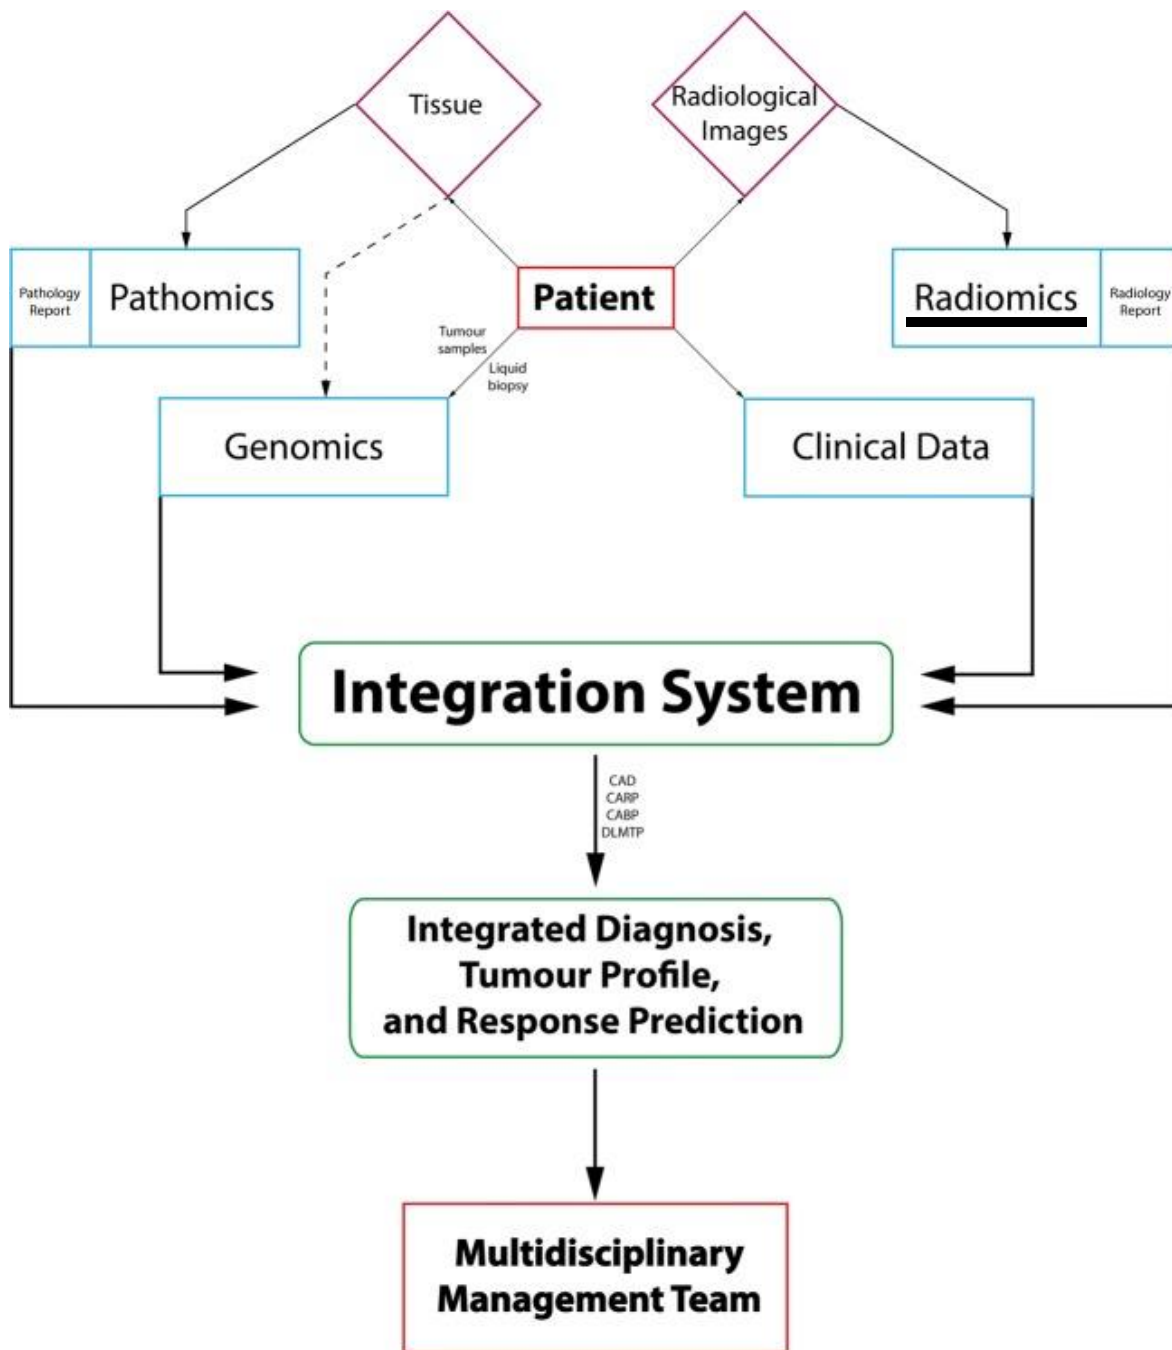 Tissue
Radiological
Images
Pathology
Report
Pathomics
Patient
Radiomics
Radiology
Report
Tumour
samples
Liquid
biopsy
Genomics
Clinical Data
Integration System
CAD
CARP
CABP
DLMTP
Integrated Diagnosis,
Tumour Profile,
and Response Prediction
Multidisciplinary
Management Team